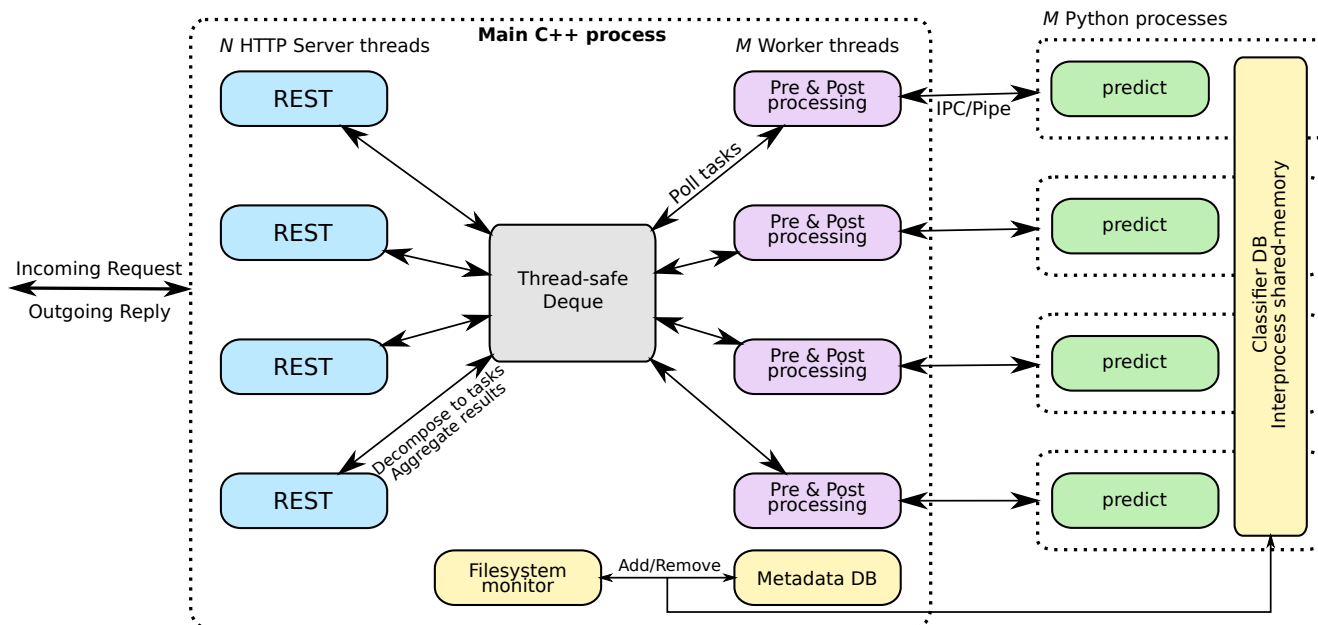 M Python processes
N HTTP Server threads
Main C++ process
M Worker threads
REST
Pre & Post
processing
IPC/Pipe
predict
Poll tasks
REST
Pre & Post
processing
predict
Incoming Request
Outgoing Reply
Thread-safe
Deque
Classifier DB
Interprocess shared-memory
REST
Pre & Post
processing
predict
Decompose to tasks
Aggregate results
REST
Pre & Post
processing
predict
Filesystem
monitor
Add/Remove
Metadata DB